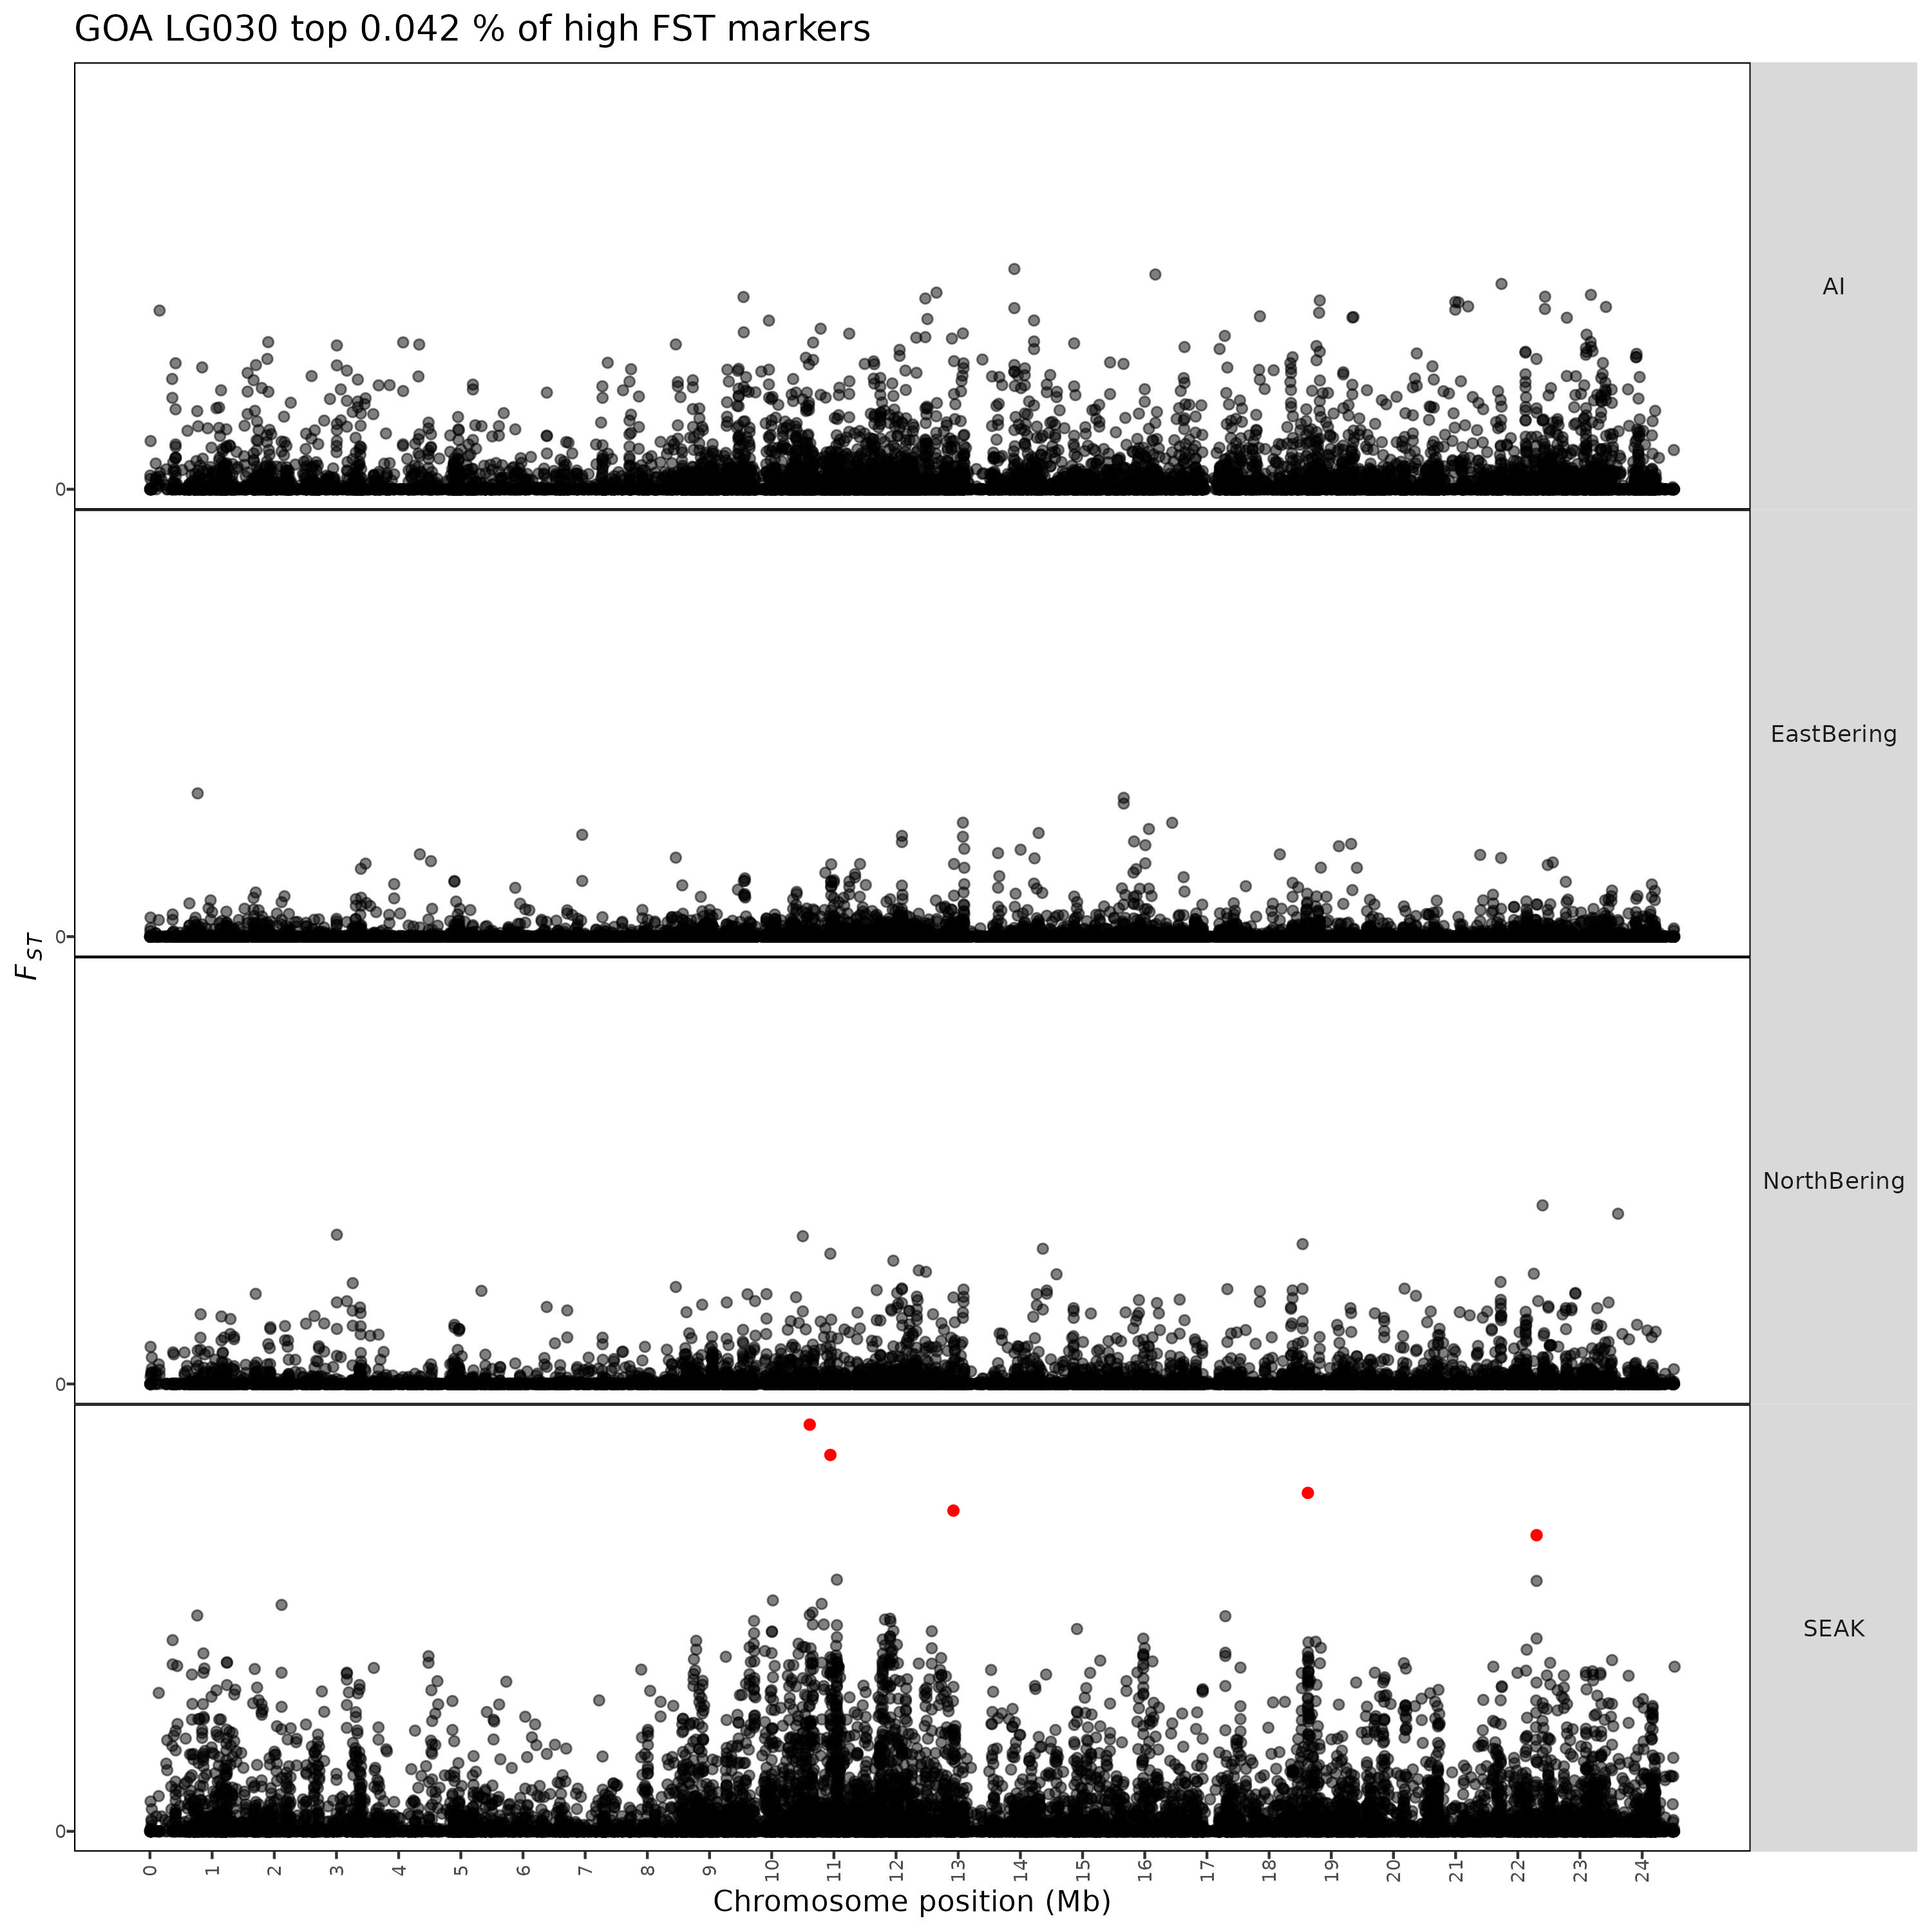 GOA LG030 top 0.042 % of high FST markers
AI
0
EastBering
0
FST
NorthBering
0
SEAK
0
0 1 2 3 4 5 6 7 8 9 10 11 12 13 14 15 16 17 18 19 20 21 22 23 24
Chromosome position (Mb)